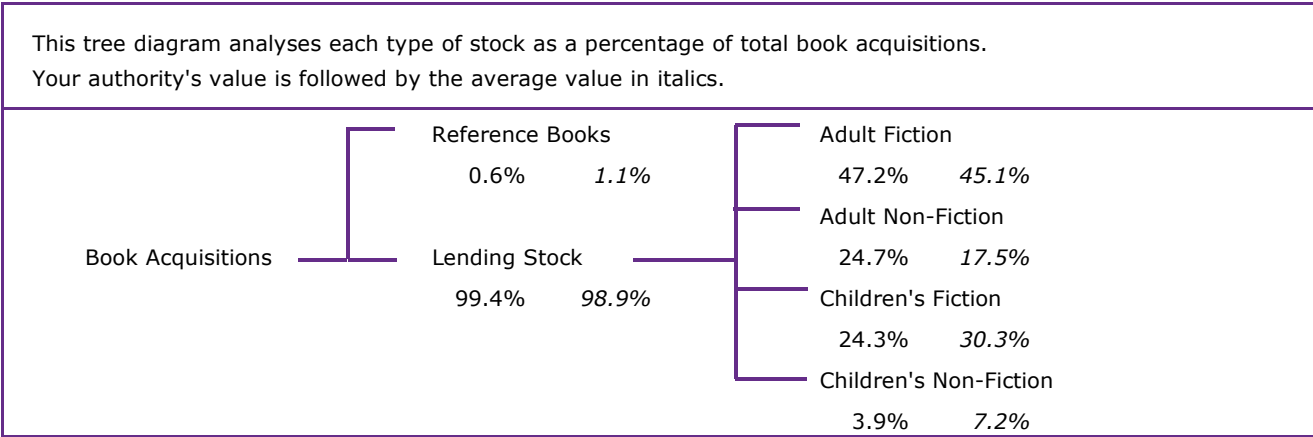 This tree diagram analyses each type of stock as a percentage of total book acquisitions.
Your authority's value is followed by the average value in italics.
Reference Books
0.6% 1.1%
Book Acquisitions
Lending Stock
99.4% 98.9%
Adult Fiction
47.2% 45.1%
Adult Non-Fiction
24.7% 17.5%
Children's Fiction
24.3% 30.3%
Children's Non-Fiction
3.9% 7.2%